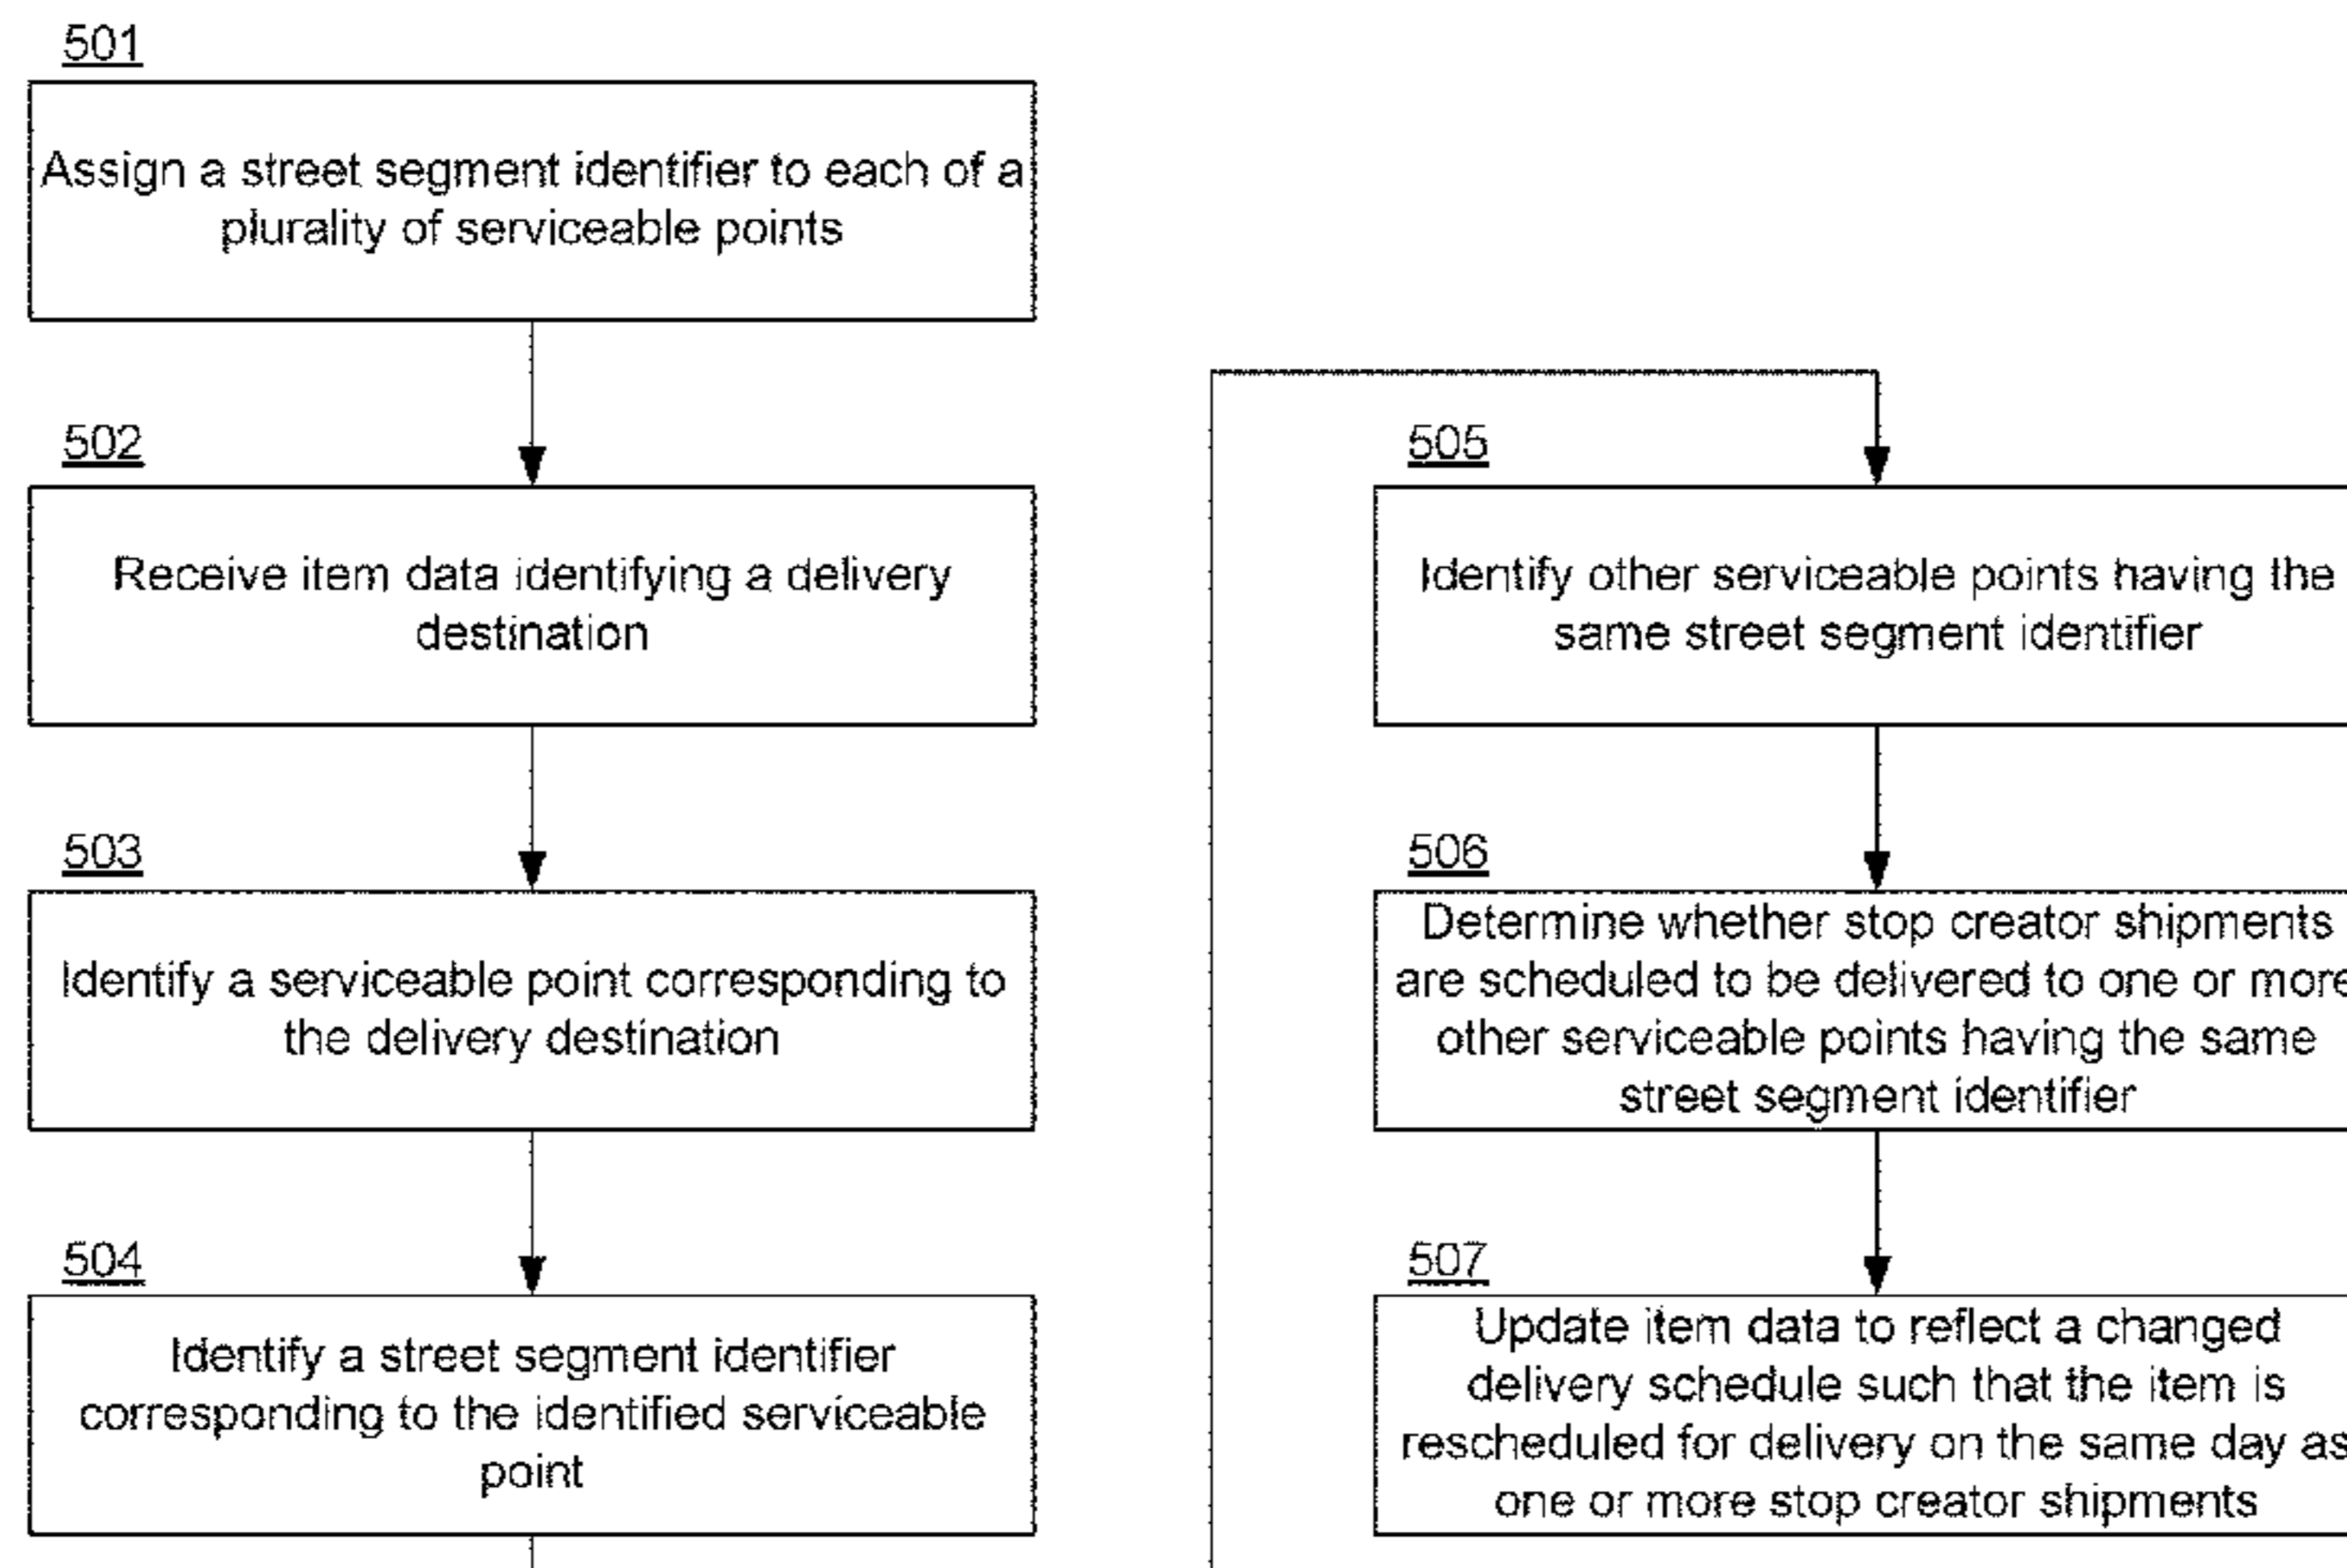 501
Assign a street segment identifier to each of a
plurality of serviceable points
502
Receive item data identifying a delivery
destination
503
Identify a serviceable point corresponding to
the delivery destination
504
Identify a street segment identifier
corresponding to the identified serviceable
point
505
Identify other serviceable points having the
same street segment identifier
506
Determine whether stop creator shipments
are scheduled to be delivered to one or more
other serviceable points having the same
street segment identifier
507
Update item data to reflect a changed
delivery schedule such that the item is
rescheduled for delivery on the same day as
one or more stop creator shipments